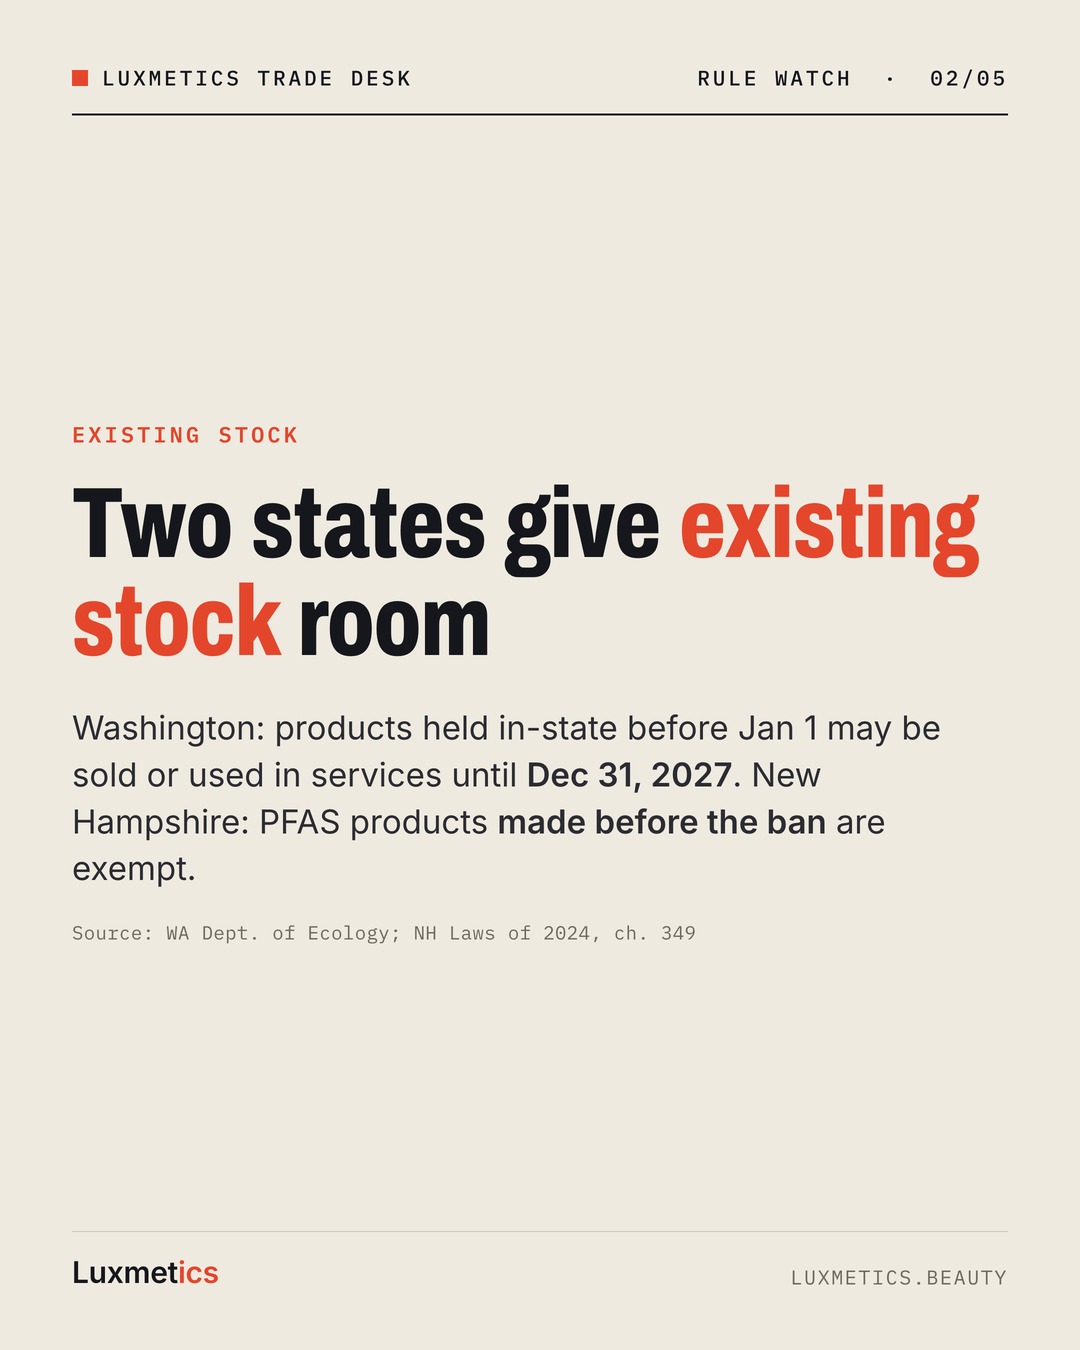 LUXMETICS TRADE DESK
RULE WATCH · 02/05
EXISTING STOCK
Two states give existing
stock room
Washington: products held in-state before Jan 1 may be
sold or used in services until Dec 31, 2027. New
Hampshire: PFAS products made before the ban are
exempt.
Source: WA Dept. of Ecology; NH Laws of 2024, ch. 349
Luxmetics
LUXMETICS.BEAUTY